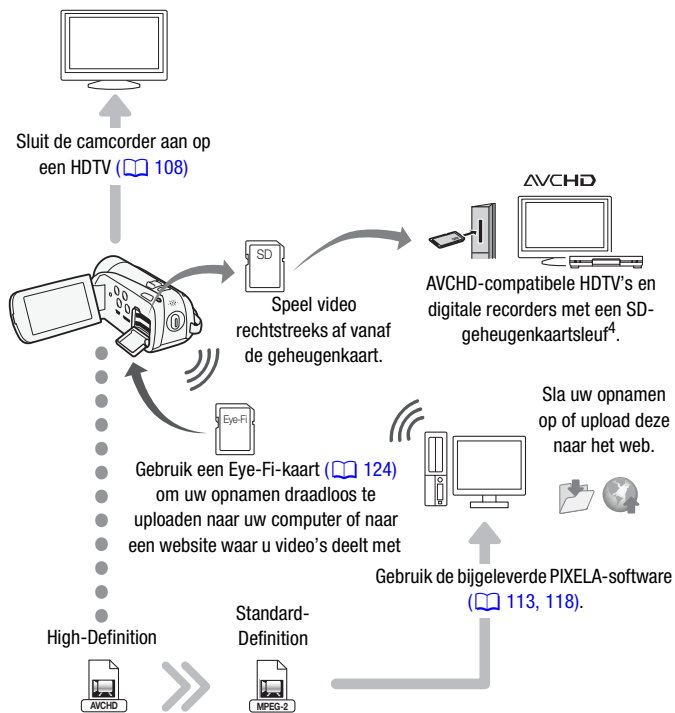 Sluit de camcorder aan op
een HDTV (108)
AVCHD
SD
Speel video
rechtstreeks af vanaf
de geheugenkaart.
AVCHD-compatibele HDTV's en
digitale recorders met een SD-
geheugenkaartsleuf4.
Eye-Fi
Gebruik een Eye-Fi-kaart (124)
om uw opnamen draadloos te
uploaden naar uw computer of naar
een website waar u video's deelt met
Sla uw opnamen
op of upload deze
naar het web.
Gebruik de bijgeleverde PIXELA-software
(113, 118).
High-Definition
AVCHD
Standard-
Definition
MPEG-2